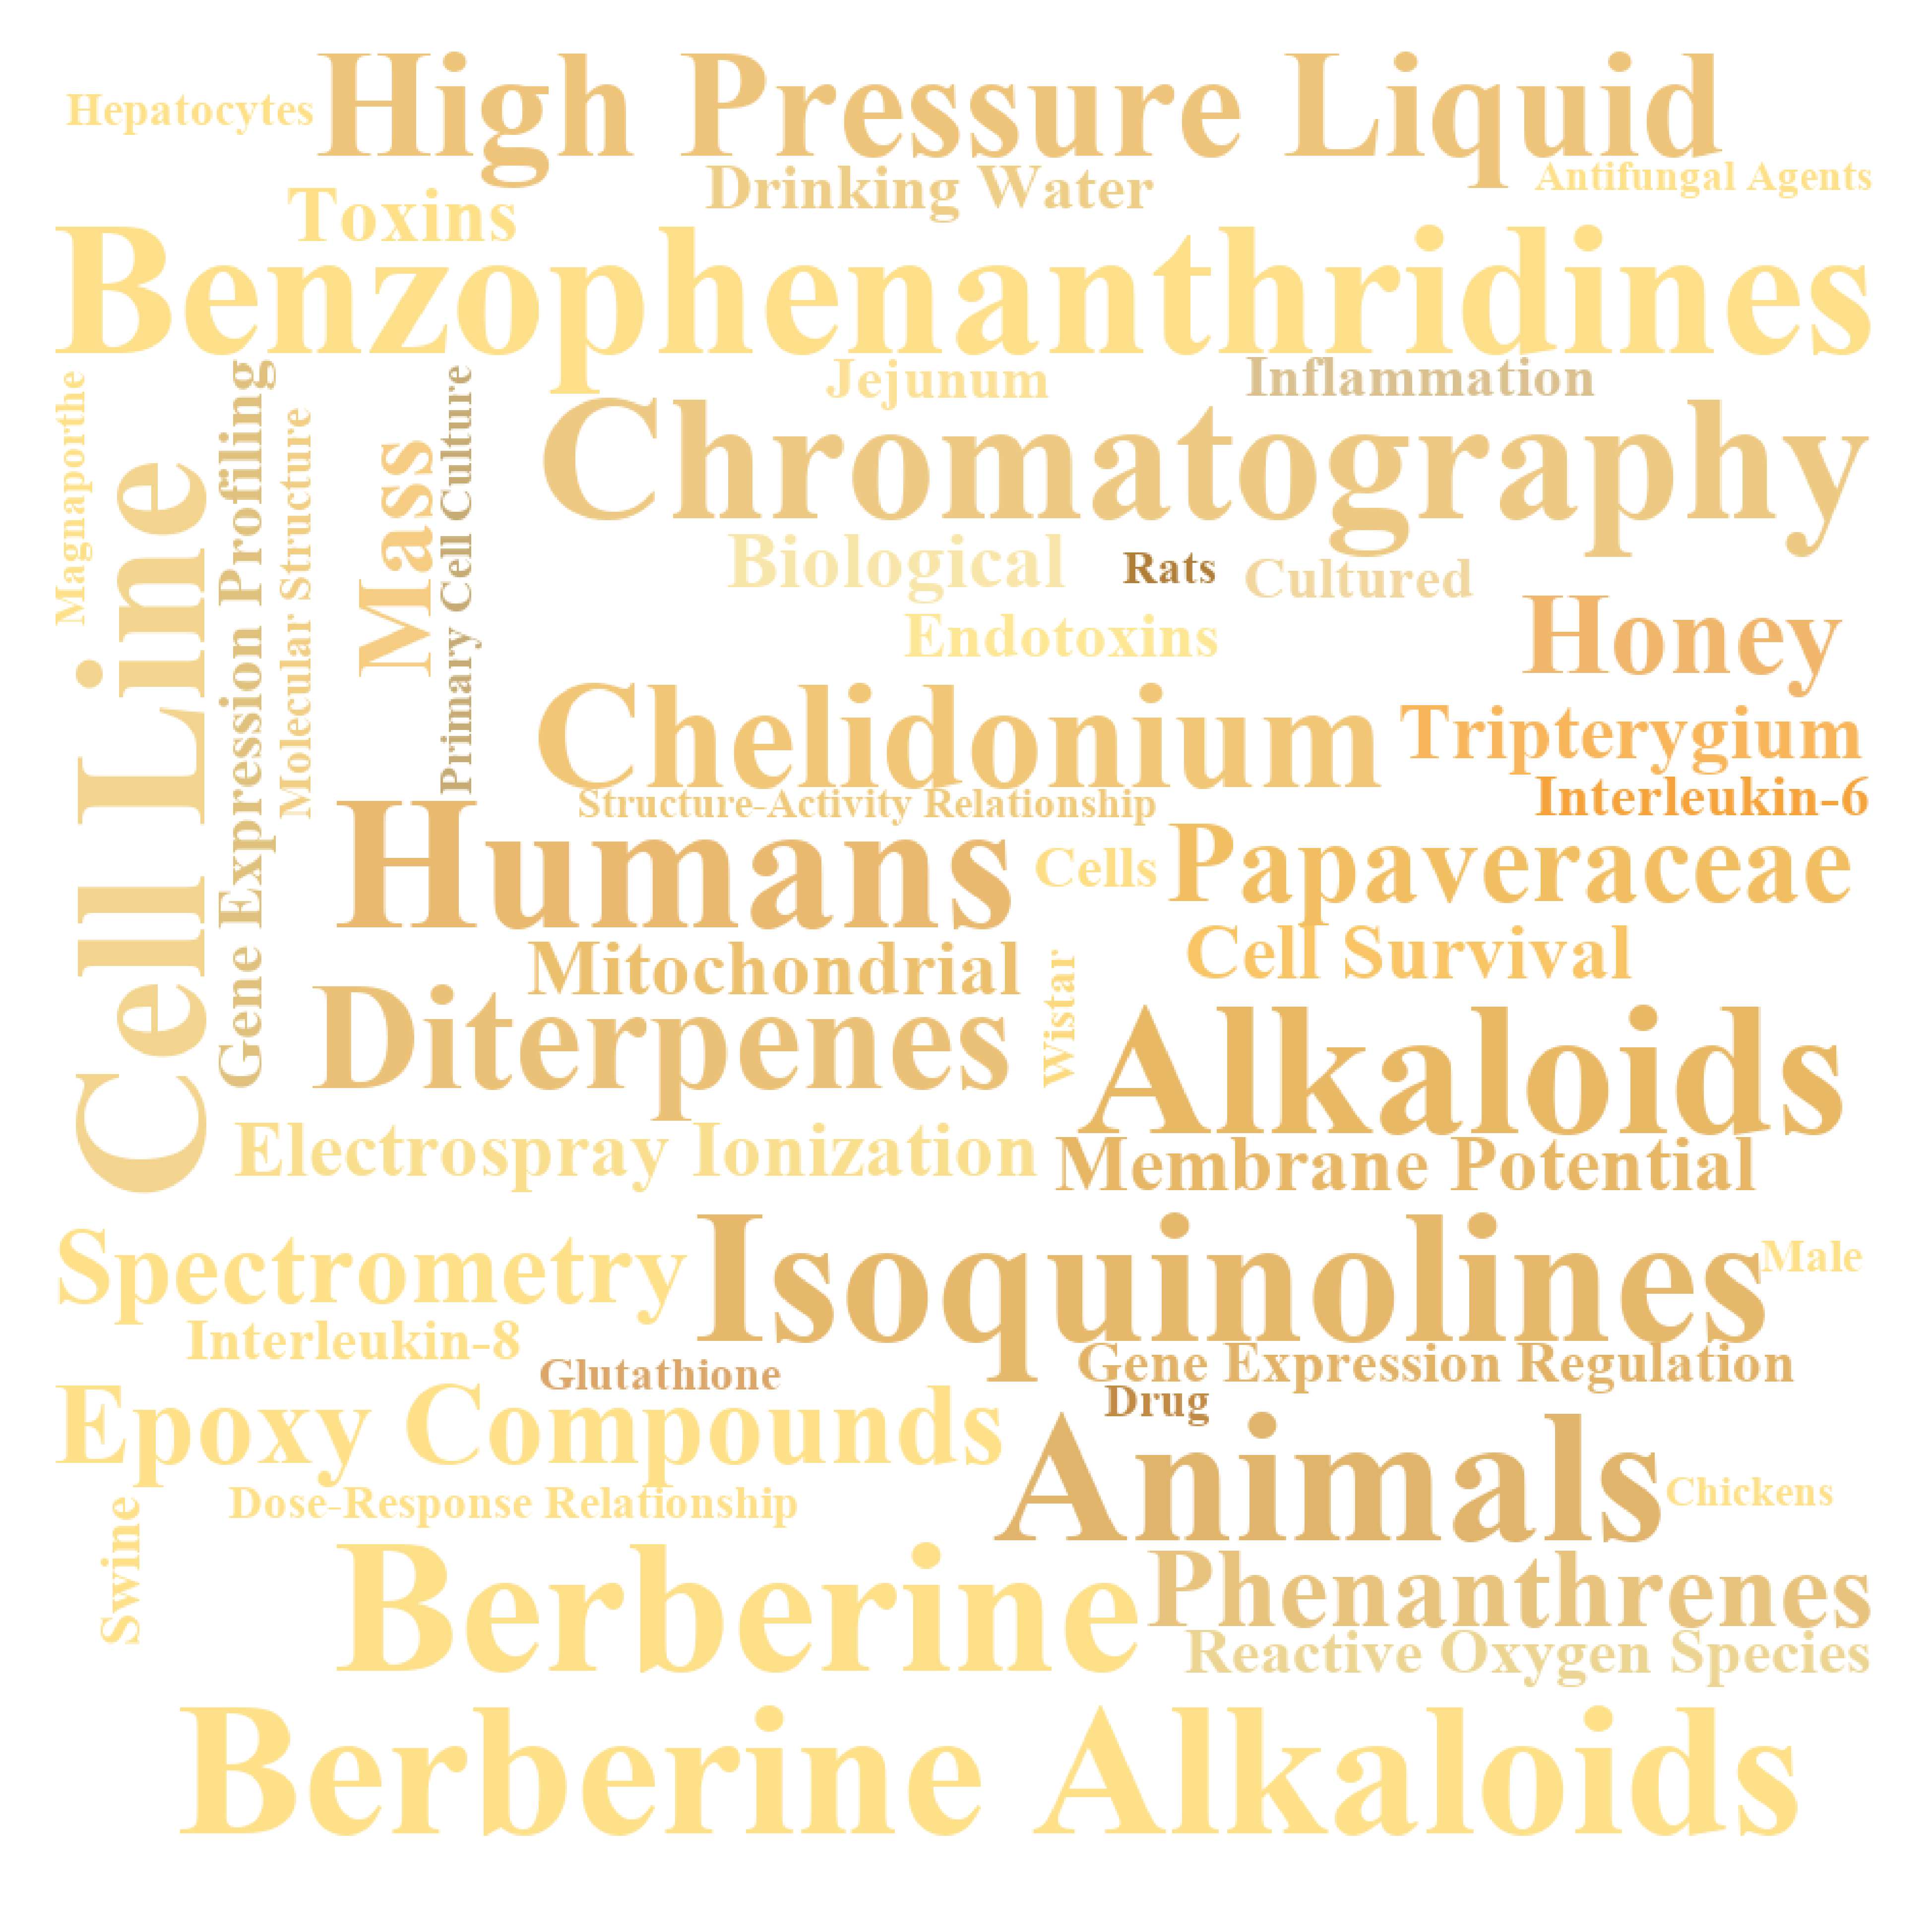 High Pressure Liquid
Hepatocytes
Drinking Water
Antifungal Agents
Toxins
Benzophenanthridines
Jejunum
Inflammation
Magnaporthe
Cell Line
Gene Expression Profiling
Molecular Structure
Mass
Primary Cell Culture
Chromatography
Biological
Rats
Cultured
Endotoxins
Honey
Chelidonium
Tripterygium
Structure-Activity Relationship
Interleukin-6
Humans
Cells
Papaveraceae
Mitochondrial
Wistar
Cell Survival
Diterpenes
Alkaloids
Electrospray Ionization
Membrane Potential
Spectrometry
Isoquinolines
Male
Interleukin-8
Glutathione
Gene Expression Regulation
Drug
Epoxy Compounds
Animals
Chickens
Swine
Dose-Response Relationship
Berberine
Phenanthrenes
Reactive Oxygen Species
Berberine Alkaloids